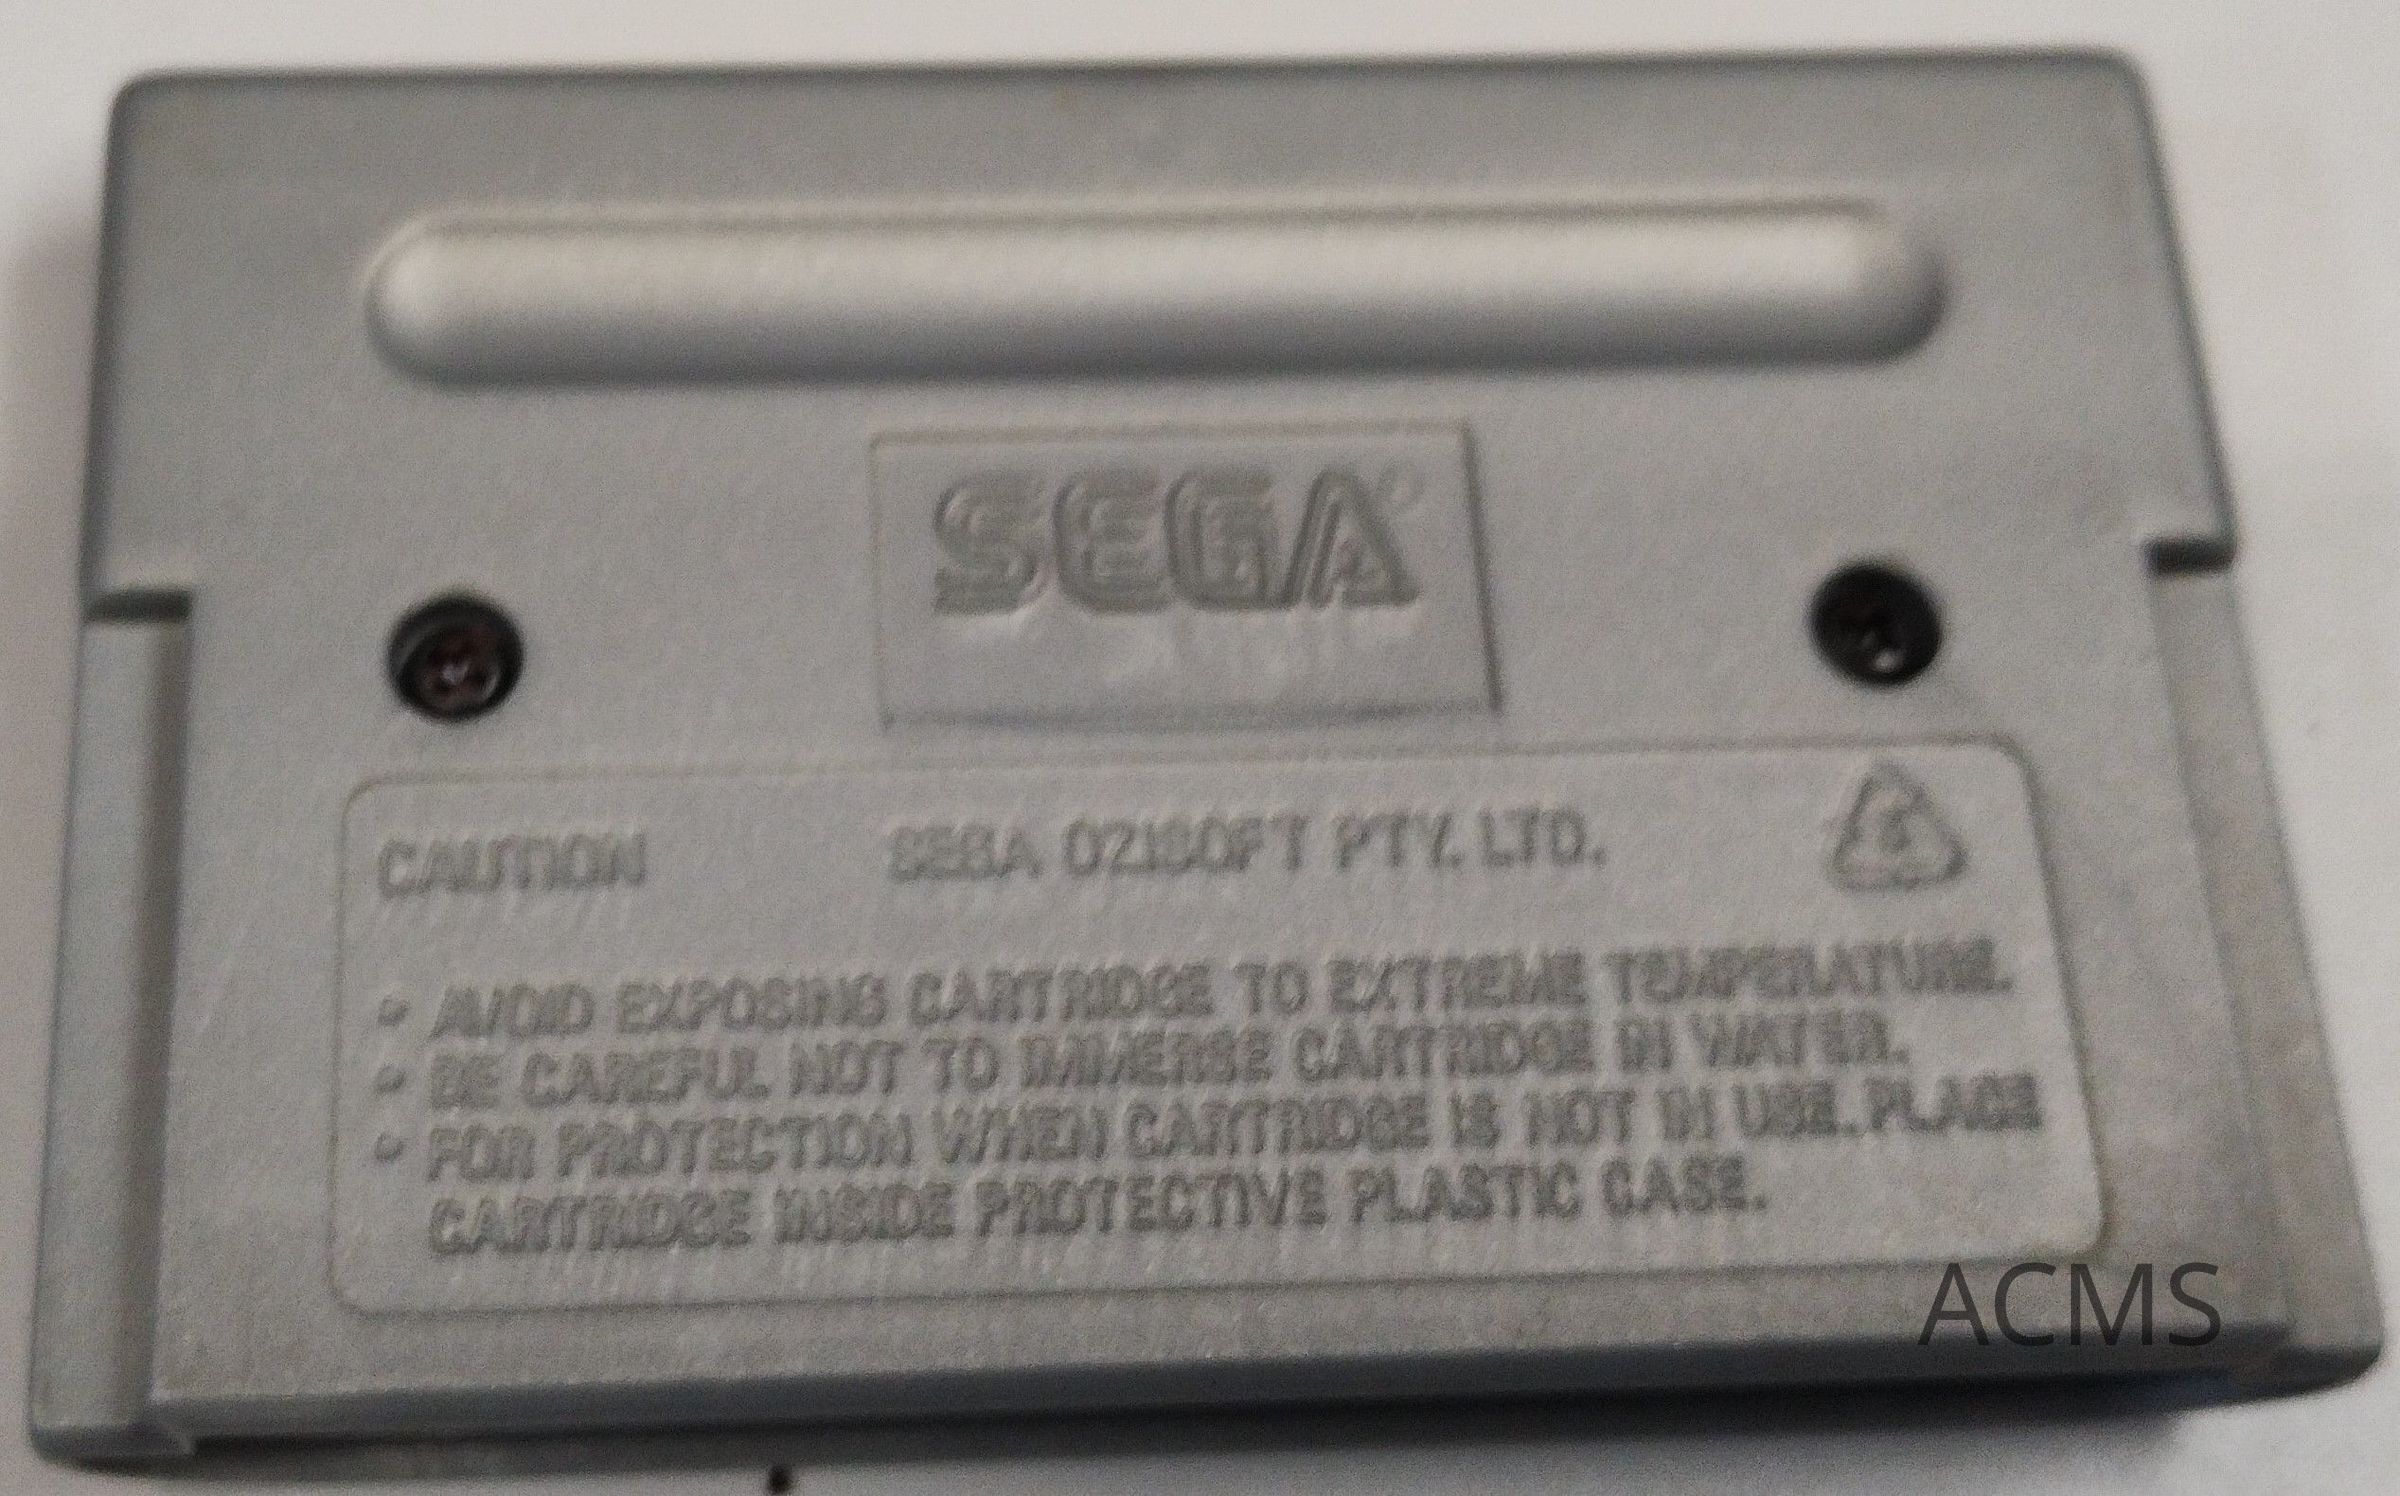 SEGA®
CAUTION SEGA OZISOFT PTY. LTD.
• AVOID EXPOSING CARTRIDGE TO EXTREME TEMPERATURE.
• BE CAREFUL NOT TO IMMERSE CARTRIDGE IN WATER.
• FOR PROTECTION WHEN CARTRIDGE IS NOT IN USE. PLACE
CARTRIDGE INSIDE PROTECTIVE PLASTIC CASE.
ACMS